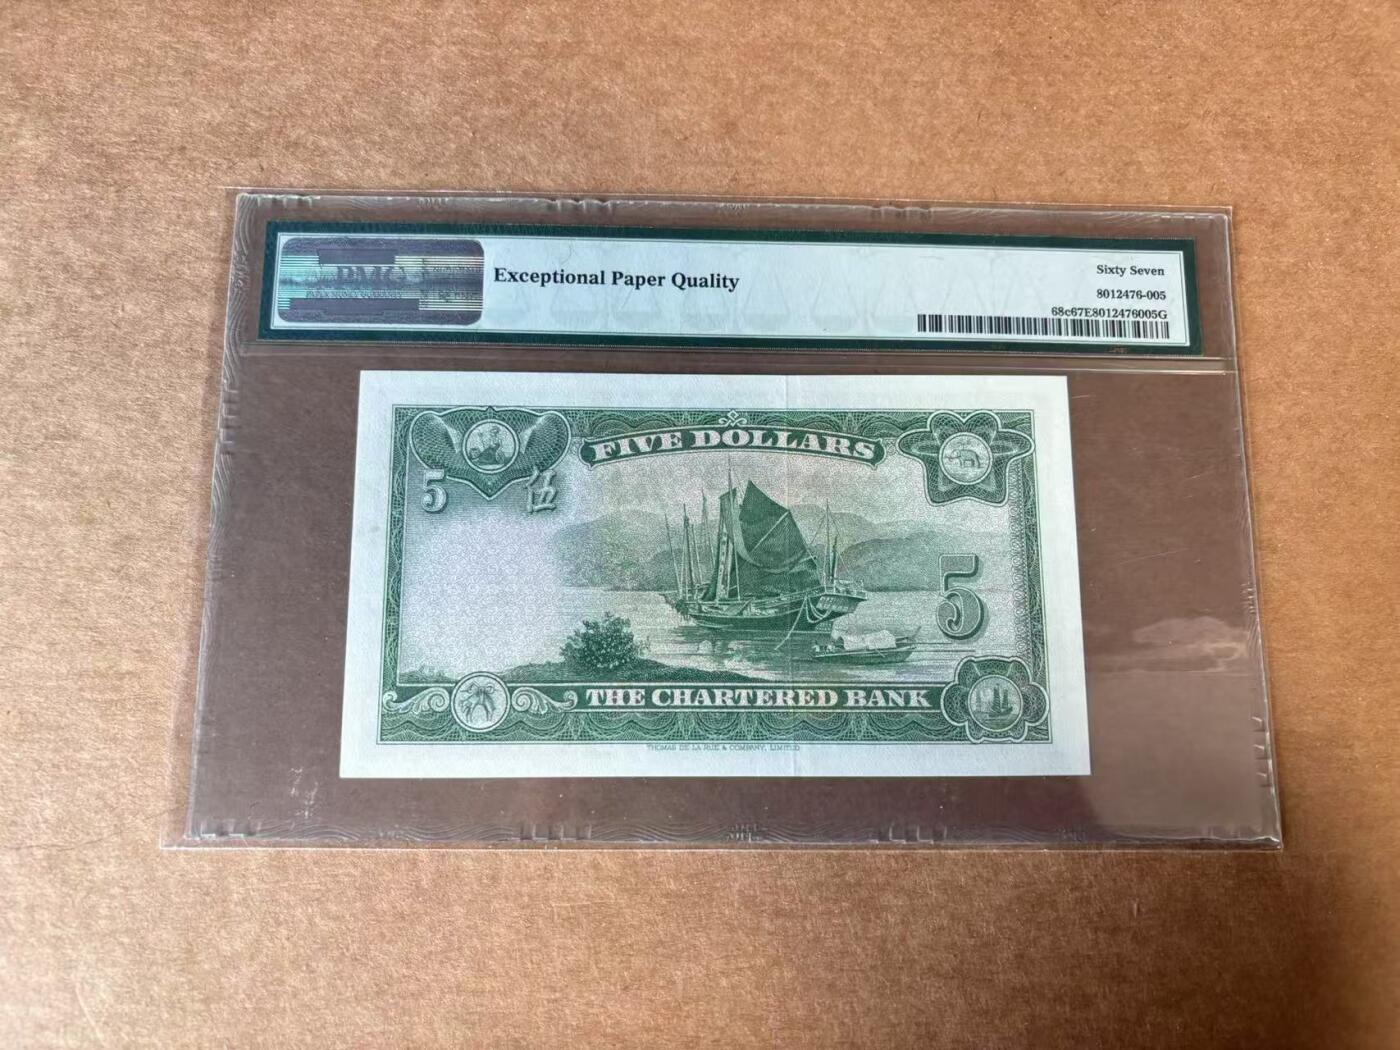 PMG
Exceptional Paper Quality
Sixty Seven
8012476-005
68c67E8012476005G
FIVE DOLLARS
5 伍
5
THE CHARTERED BANK
THOMAS DE LA RUE & COMPANY, LIMITED